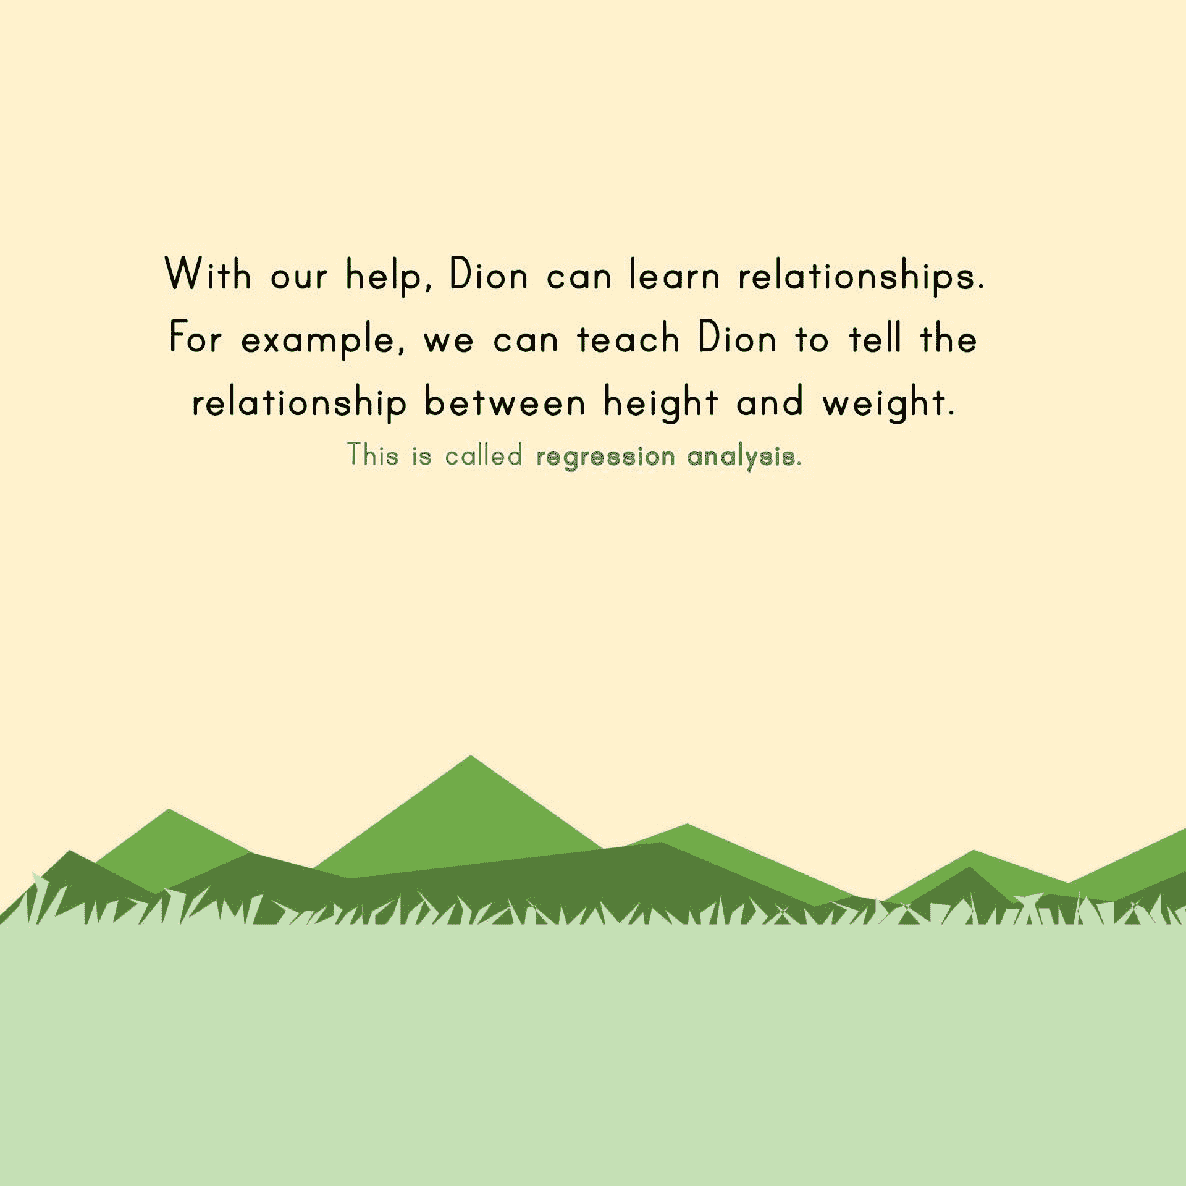 With our help, Dion can learn relationships.
For example, we can teach Dion to tell the
relationship between height and weight.
This is called regression analysis.